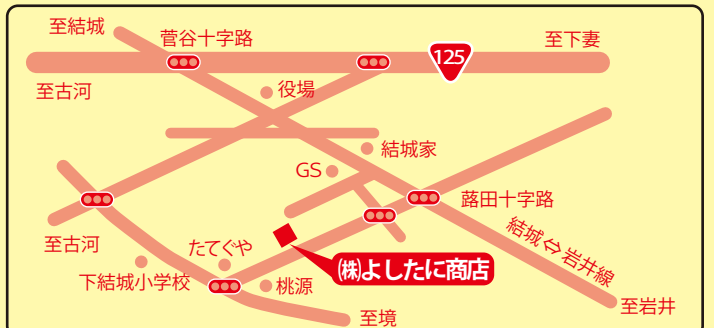 至結城
菅谷十字路
125
至下妻
至古河
役場
結城家
GS
蕗田十字路
至古河
たてぐや
結城⇔岩井線
㈱よしたに商店
下結城小学校
桃源
至岩井
至境